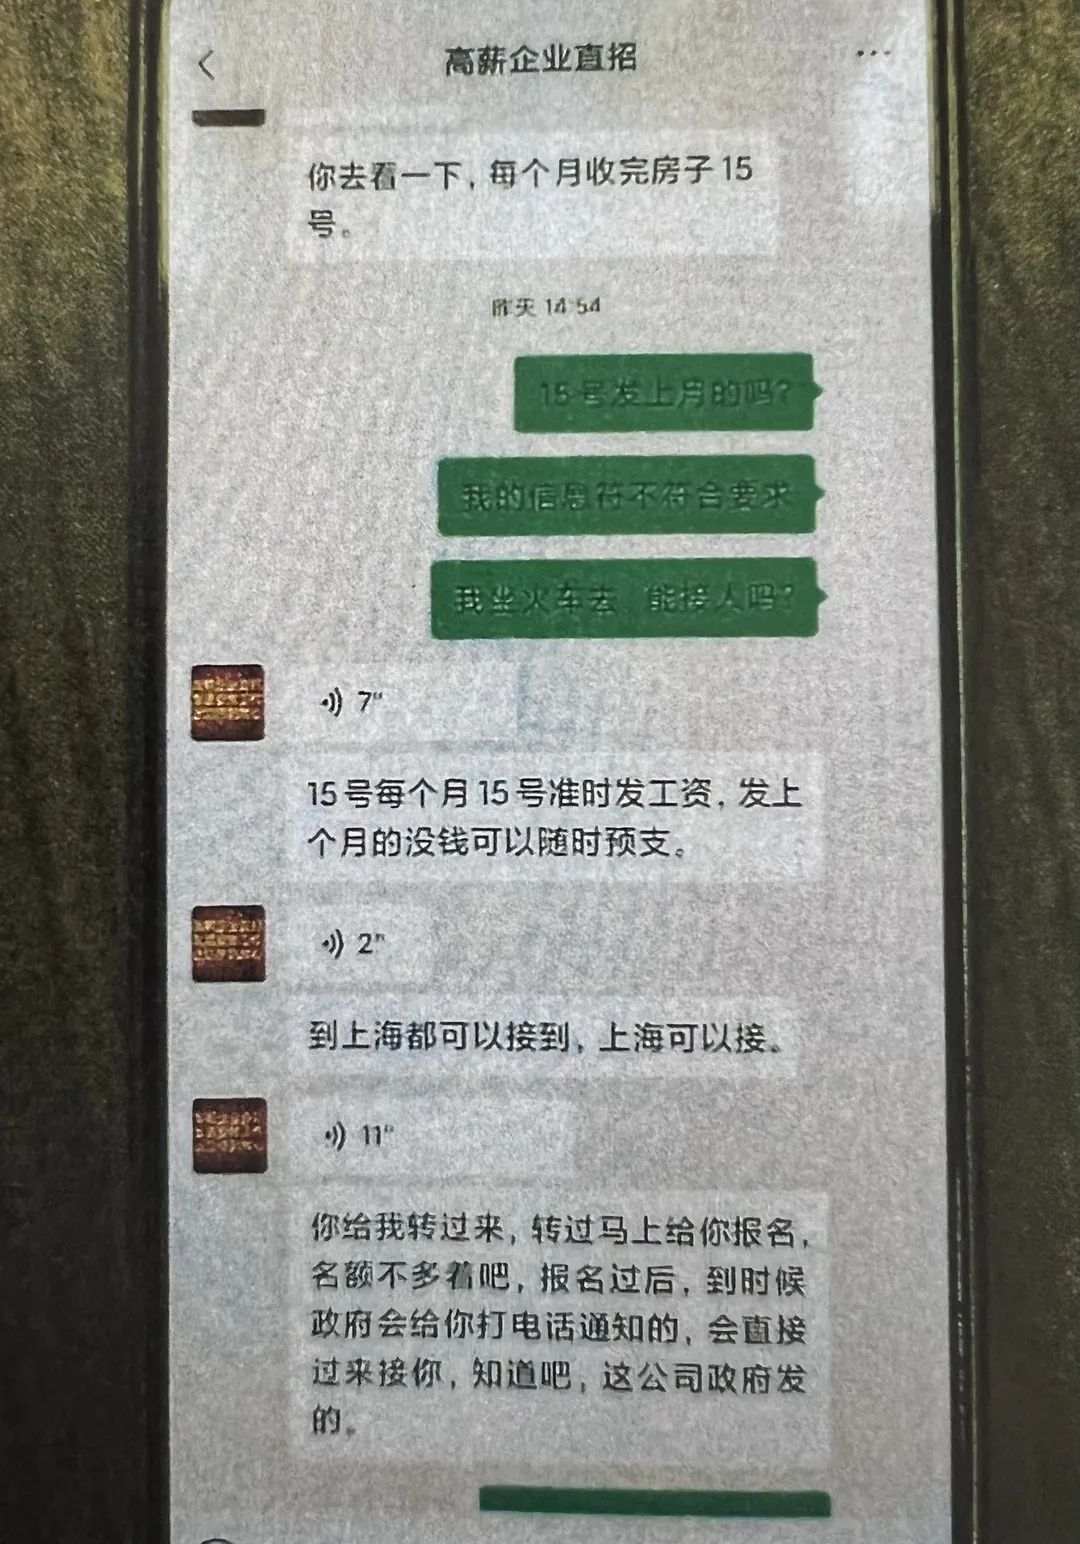 高薪企业直招
你去看一下，每个月收完房子15
号。
昨天 14:54
15号发上月的吗？
我的信息符不符合要求
我坐火车去 能接人吗？
7"
15号每个月15号准时发工资，发上
个月的没钱可以随时预支。
2"
到上海都可以接到，上海可以接。
11"
你给我转过来，转过马上给你报名，
名额不多着吧，报名过后，到时候
政府会给你打电话通知的，会直接
过来接你，知道吧，这公司政府发
的。